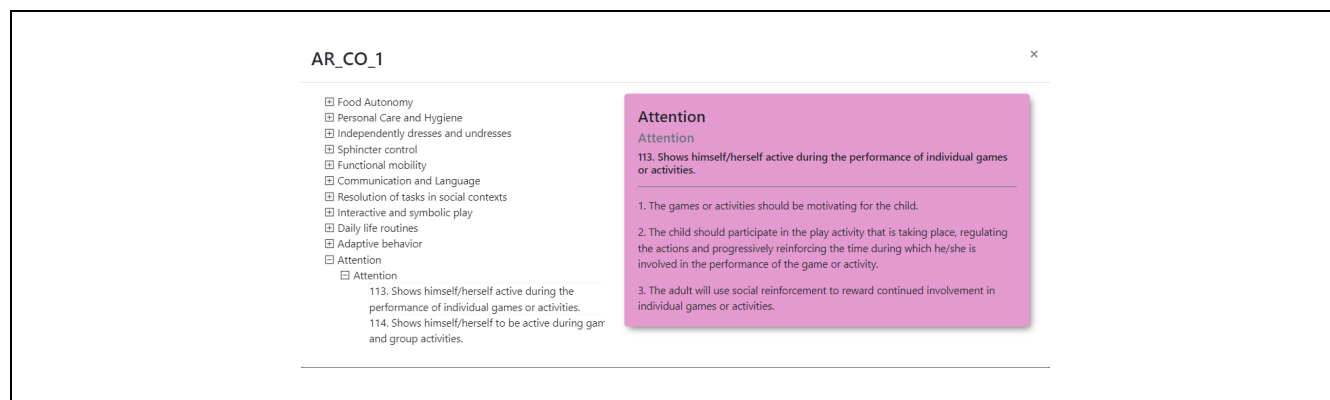 AR_CO_1
×
Food Autonomy
Personal Care and Hygiene
Independently dresses and undresses
Sphincter control
Functional mobility
Communication and Language
Resolution of tasks in social contexts
Interactive and symbolic play
Daily life routines
Adaptive behavior
Attention
Attention
113. Shows himself/herself active during the
performance of individual games or activities.
114. Shows himself/herself to be active during gam
and group activities.
Attention
Attention
113. Shows himself/herself active during the performance of individual games
or activities.
1. The games or activities should be motivating for the child.
2. The child should participate in the play activity that is taking place, regulating
the actions and progressively reinforcing the time during which he/she is
involved in the performance of the game or activity.
3. The adult will use social reinforcement to reward continued involvement in
individual games or activities.